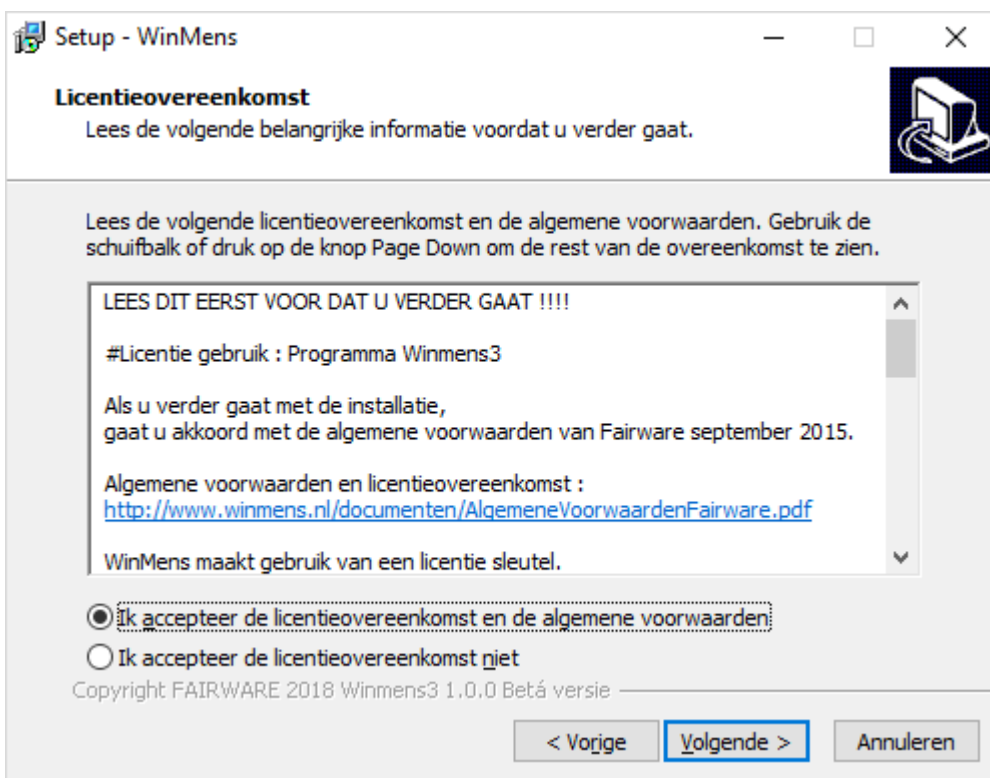 Setup - WinMens
Licentieovereenkomst
Lees de volgende belangrijke informatie voordat u verder gaat.
Lees de volgende licentieovereenkomst en de algemene voorwaarden. Gebruik de
schuifbalk of druk op de knop Page Down om de rest van de overeenkomst te zien.
LEES DIT EERST VOOR DAT U VERDER GAAT !!!!
#Licentie gebruik : Programma Winmens3
Als u verder gaat met de installatie,
gaat u akkoord met de algemene voorwaarden van Fairware september 2015.
Algemene voorwaarden en licentieovereenkomst :
http://www.winmens.nl/documenten/AlgemeneVoorwaardenFairware.pdf
WinMens maakt gebruik van een licentie sleutel.
Ik accepteer de licentieovereenkomst en de algemene voorwaarden
Ik accepteer de licentieovereenkomst niet
Copyright FAIRWARE 2018 Winmens3 1.0.0 Betá versie
< Vorige Volgende > Annuleren